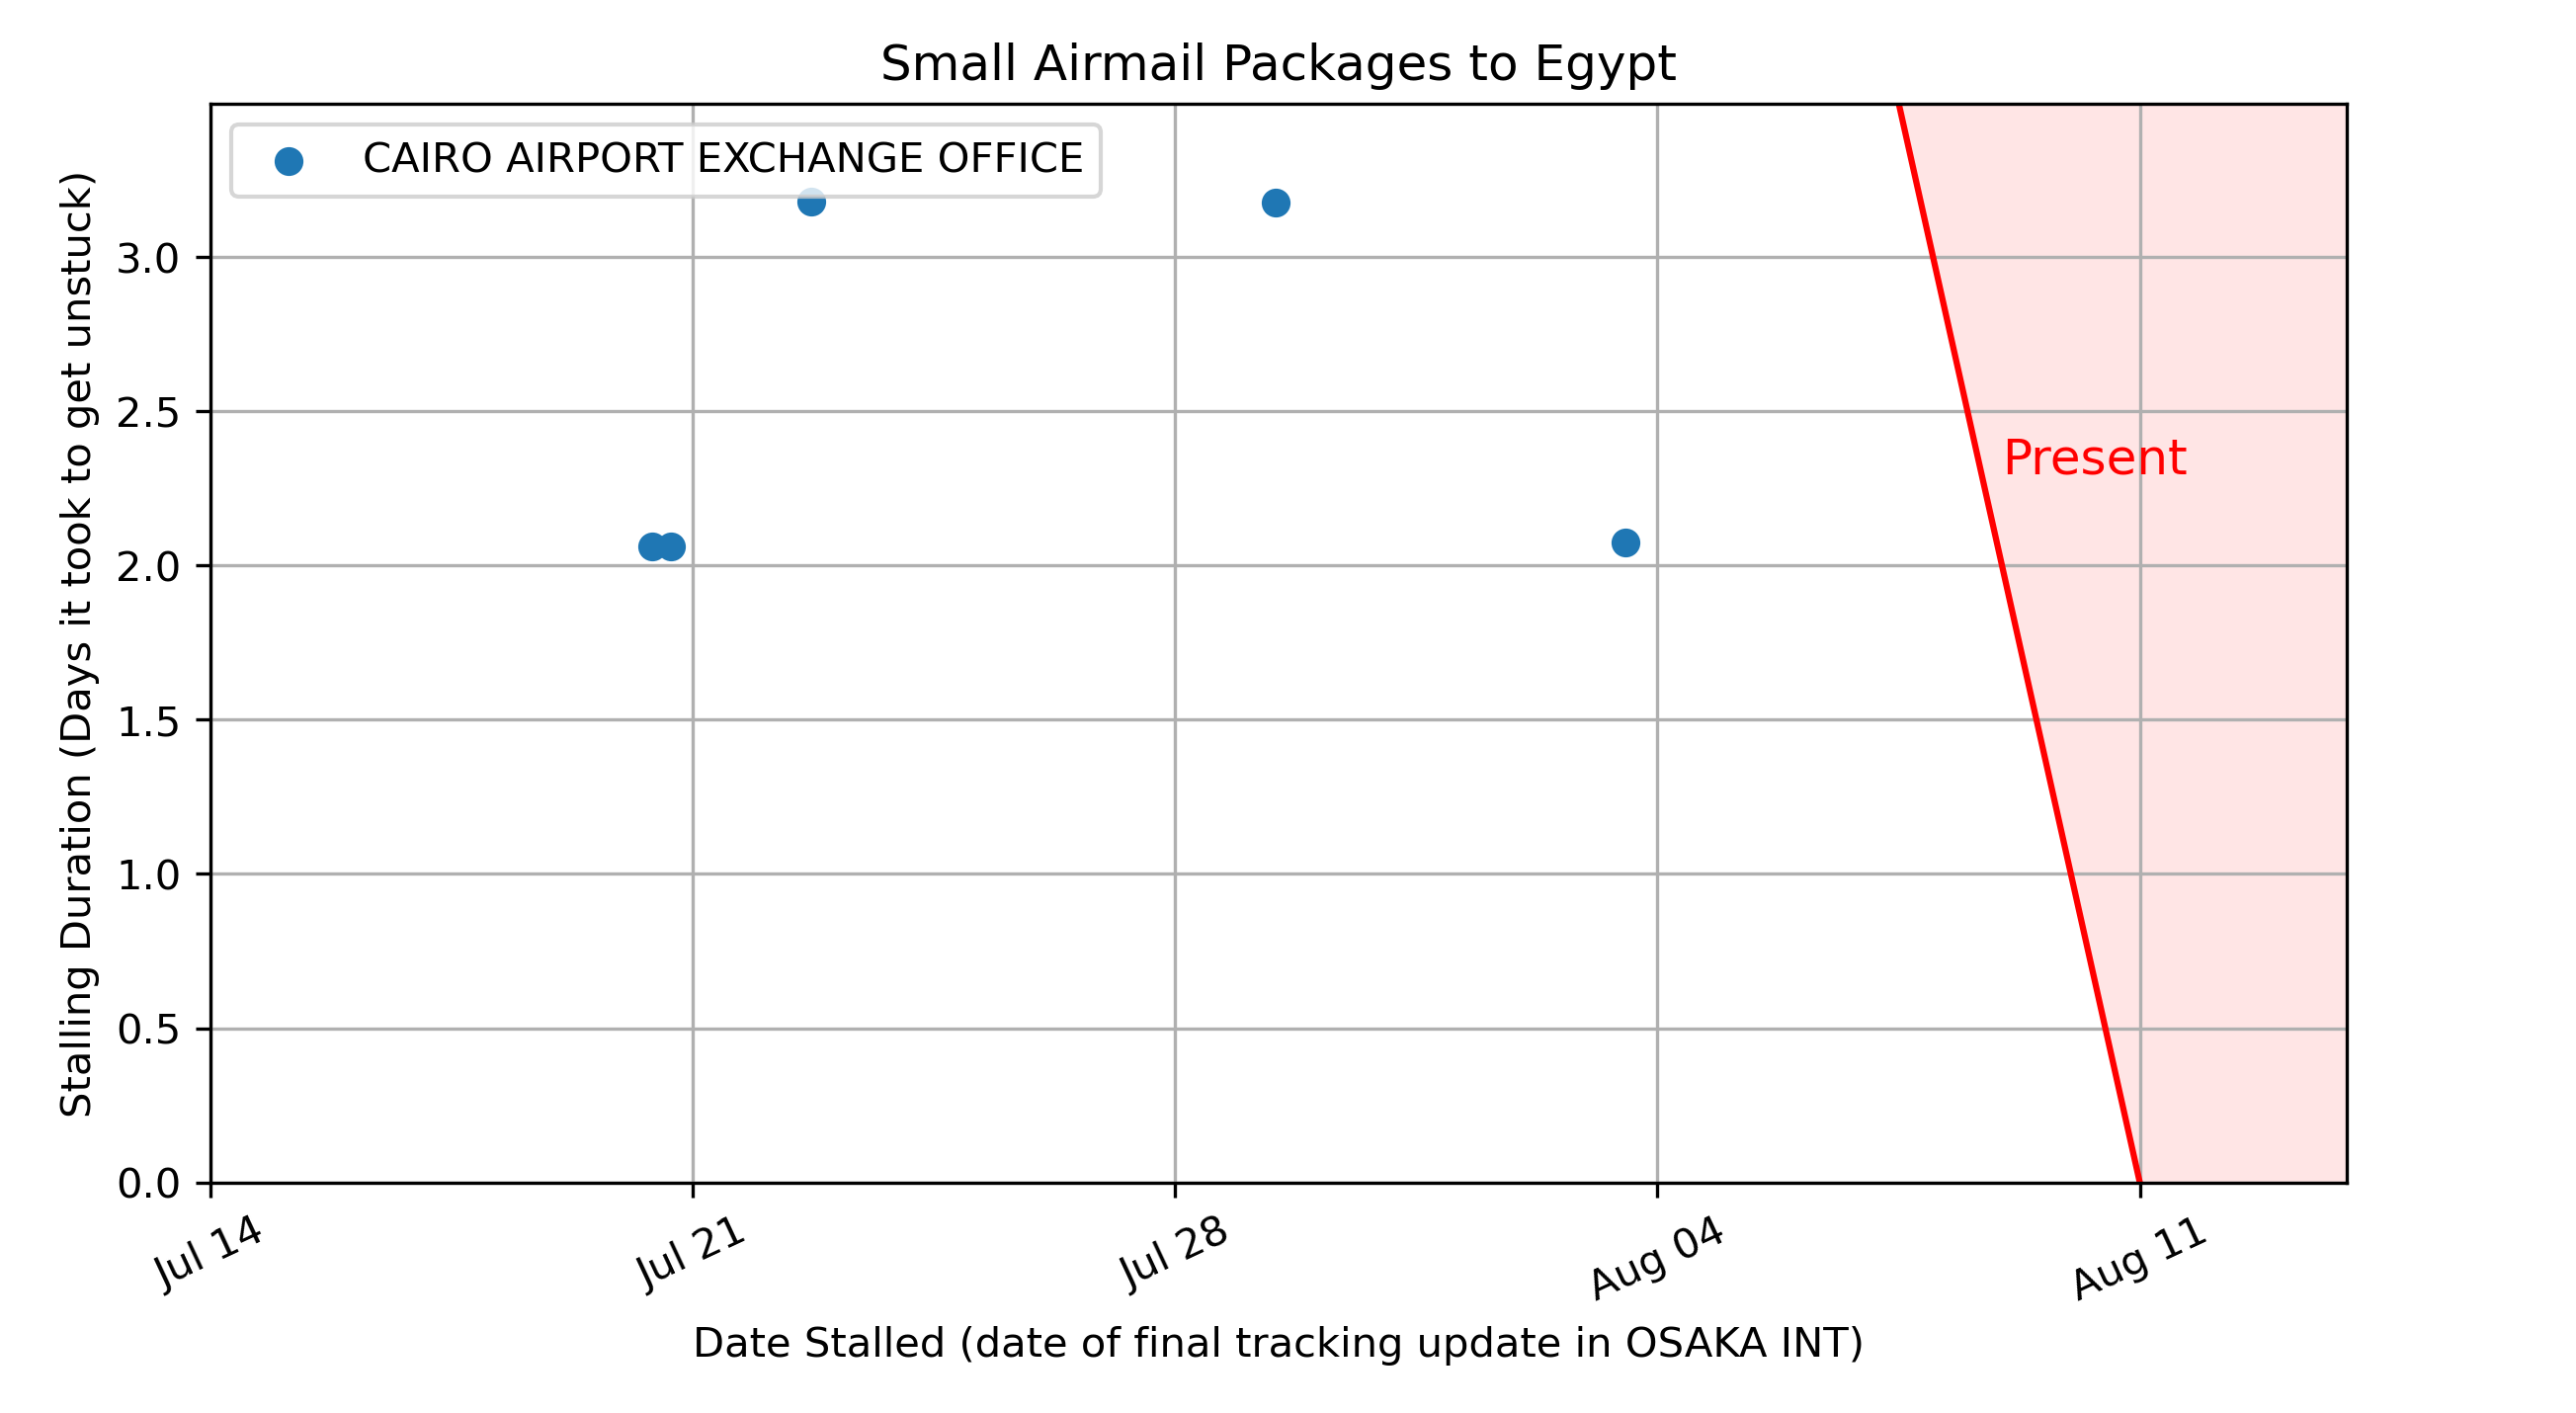 Small Airmail Packages to Egypt
CAIRO AIRPORT EXCHANGE OFFICE
Stalling Duration (Days it took to get unstuck)
3.0
2.5
2.0
1.5
1.0
0.5
0.0
Present
Jul 14
Jul 21
Jul 28
Aug 04
Aug 11
Date Stalled (date of final tracking update in OSAKA INT)